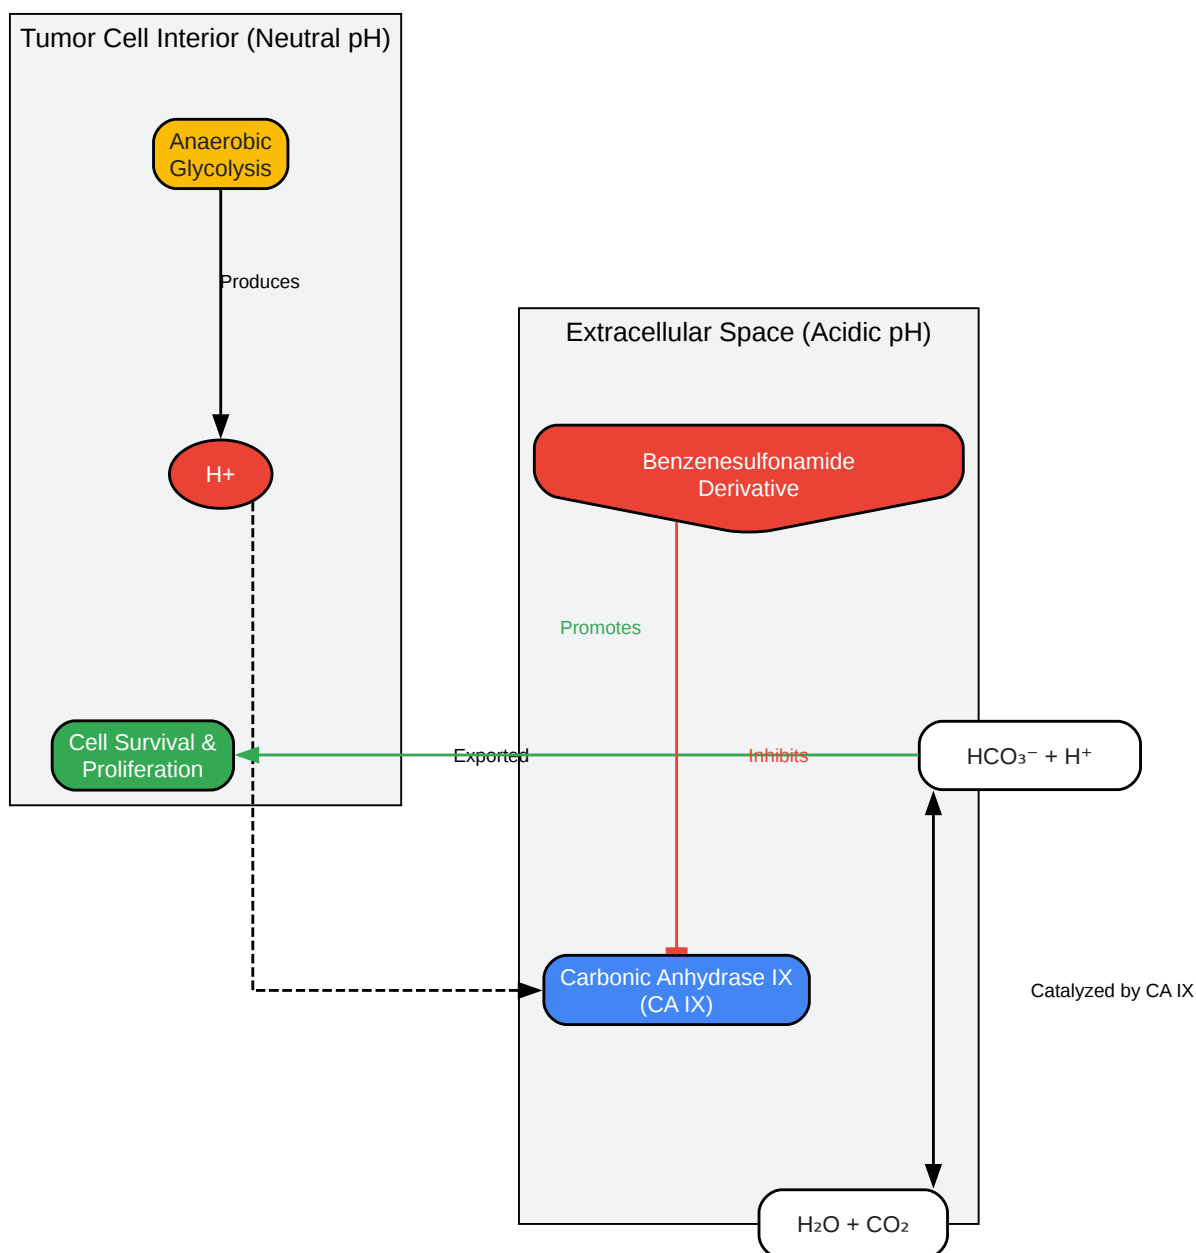 Tumor Cell Interior (Neutral pH)
Anaerobic
Glycolysis
Produces
Extracellular Space (Acidic pH)
H+
Benzenesulfonamide
Derivative
Promotes
Cell Survival &
Proliferation
Exported
Inhibits
HCO₃⁻ + H⁺
Carbonic Anhydrase IX
(CA IX)
Catalyzed by CA IX
H₂O + CO₂